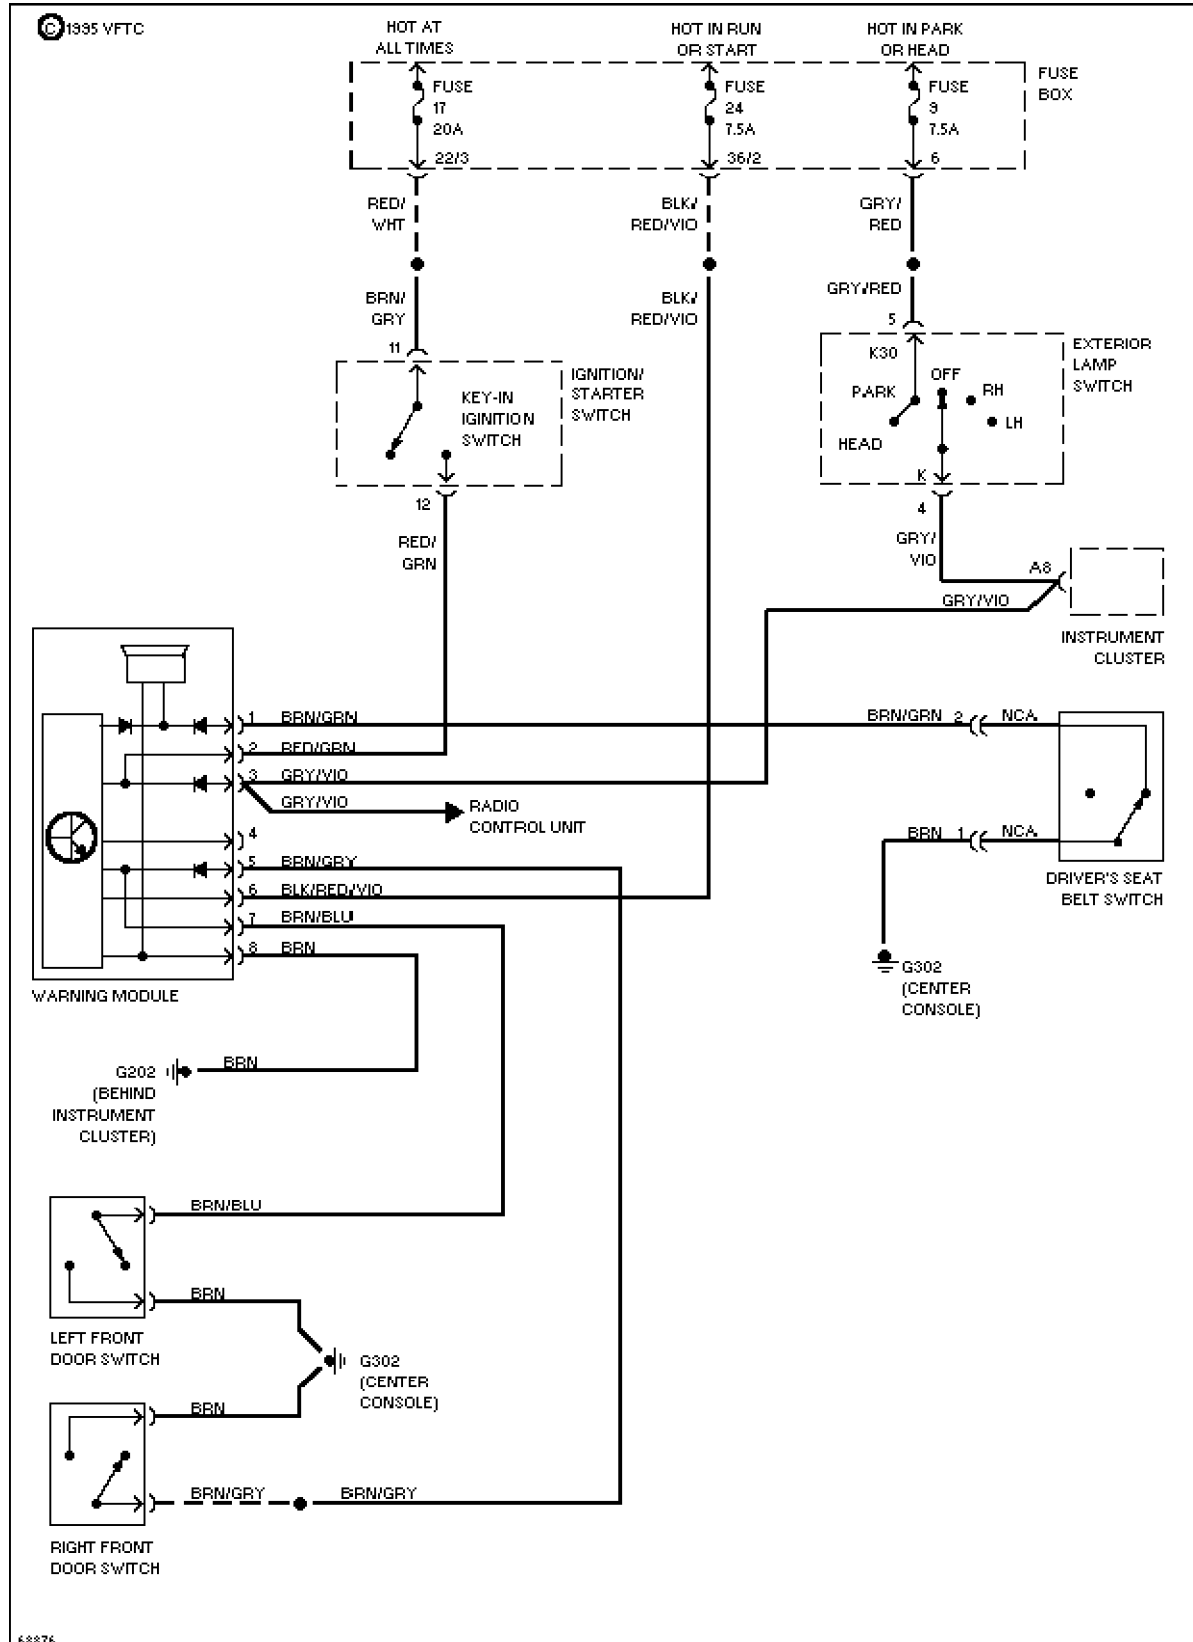 © 1995 VFTC
HOT AT
ALL TIMES
HOT IN RUN
OR START
HOT IN PARK
OR HEAD
FUSE
17
20A
22/3
FUSE
24
7.5A
36/2
FUSE
9
7.5A
6
FUSE
BOX
RED/
WHT
BLK/
RED/VIO
GRY/
RED
BRN/
GRY
BLK/
RED/VIO
GRY/RED
11
5
KEY-IN
IGNITION
SWITCH
IGNITION/
STARTER
SWITCH
K30
PARK
OFF
RH
LH
HEAD
K
EXTERIOR
LAMP
SWITCH
12
4
RED/
GRN
GRY/
VIO
A8
GRY/VIO
INSTRUMENT
CLUSTER
1 BRN/GRN
BRN/GRN 2 NCA
2 RED/GRN
3 GRY/VIO
GRY/VIO
RADIO
CONTROL UNIT
4
BRN 1 NCA
5 BRN/GRY
6 BLK/RED/VIO
7 BRN/BLU
8 BRN
DRIVER'S SEAT
BELT SWITCH
G302
(CENTER
CONSOLE)
WARNING MODULE
BRN
G202
(BEHIND
INSTRUMENT
CLUSTER)
BRN/BLU
BRN
LEFT FRONT
DOOR SWITCH
G302
(CENTER
CONSOLE)
BRN
BRN/GRY
BRN/GRY
RIGHT FRONT
DOOR SWITCH